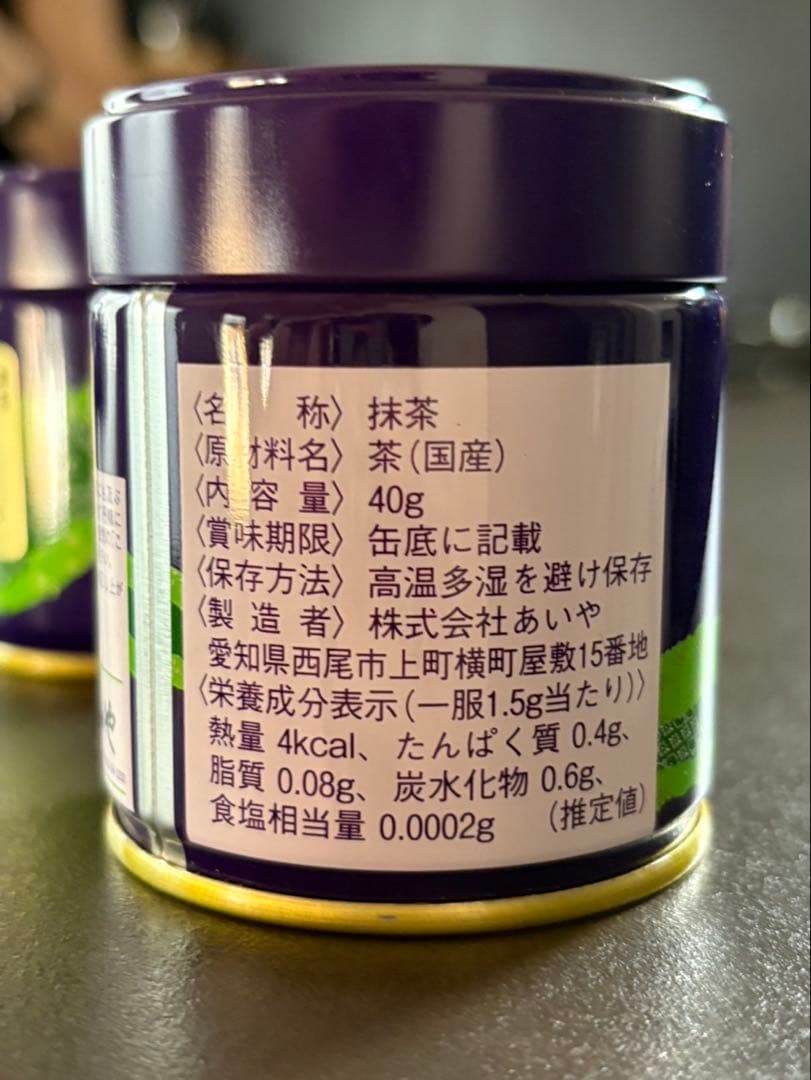 〈名 称〉 抹茶
〈原材料名〉 茶(国産)
〈内 容 量〉 40g
〈賞味期限〉 缶底に記載
〈保存方法〉 高温多湿を避け保存
〈製 造 者〉 株式会社あいや
愛知県西尾市上町横町屋敷15番地
〈栄養成分表示(一服1.5g当たり)〉
熱量 4kcal、たんぱく質 0.4g、
脂質 0.08g、炭水化物 0.6g、
食塩相当量 0.0002g (推定値)